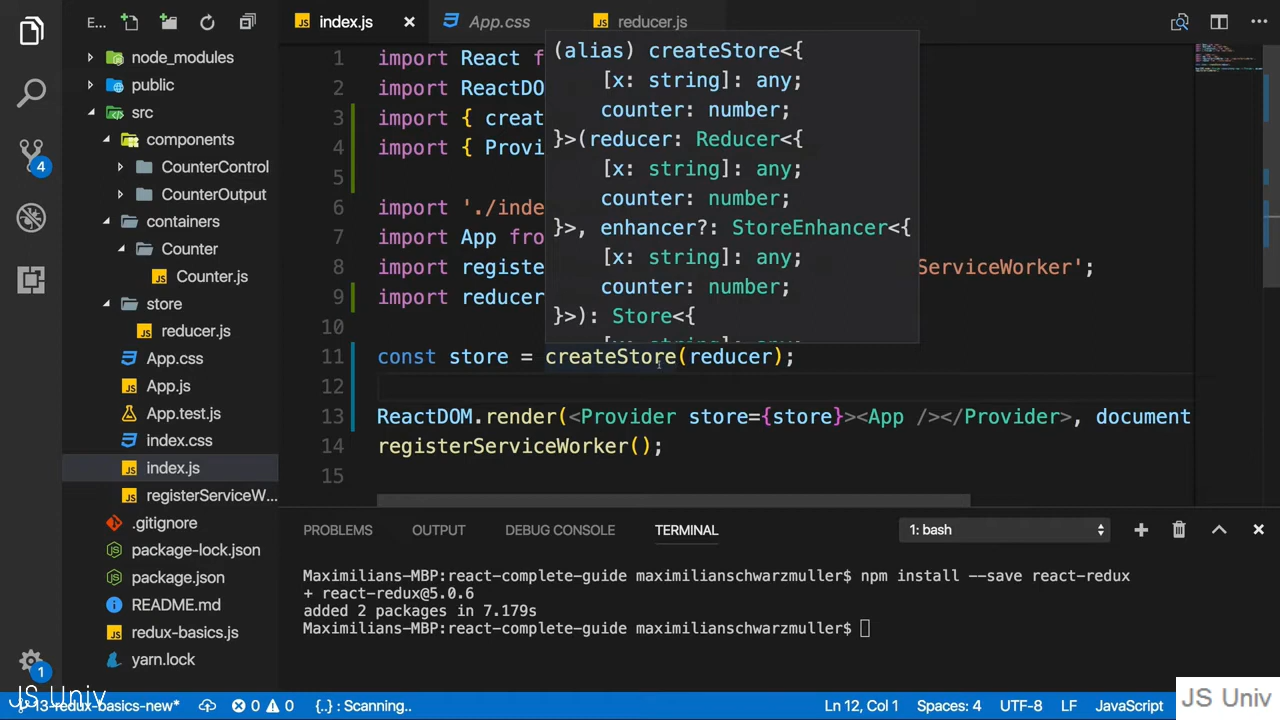 E...
index.js
App.css
reducer.js
node_modules
public
src
components
CounterControl
CounterOutput
containers
Counter
Counter.js
store
reducer.js
App.css
App.js
App.test.js
index.css
index.js
registerServiceW...
.gitignore
package-lock.json
package.json
README.md
redux-basics.js
yarn.lock
4
1
1 import React f
2 import ReactDO
3 import { creat
4 import { Provi
5
6 import './inde
7 import App fro
8 import registe ServiceWorker';
9 import reducer
10
11 const store = createStore(reducer);
12
13 ReactDOM.render(<Provider store={store}><App /></Provider>, document
14 registerServiceWorker();
15
(alias) createStore<{
[x: string]: any;
counter: number;
}>(reducer: Reducer<{
[x: string]: any;
counter: number;
}>, enhancer?: StoreEnhancer<{
[x: string]: any;
counter: number;
}>): Store<{
[x: string]: any;
PROBLEMS
OUTPUT
DEBUG CONSOLE
TERMINAL
1: bash
Maximilians-MBP:react-complete-guide maximilianschwarzmuller$ npm install --save react-redux
+ react-redux@5.0.6
added 2 packages in 7.179s
Maximilians-MBP:react-complete-guide maximilianschwarzmuller$
JS Univ
13-redux-basics-new*
0
0
{..} : Scanning..
Ln 12, Col 1
Spaces: 4
UTF-8
LF
JavaScript
JS Univ